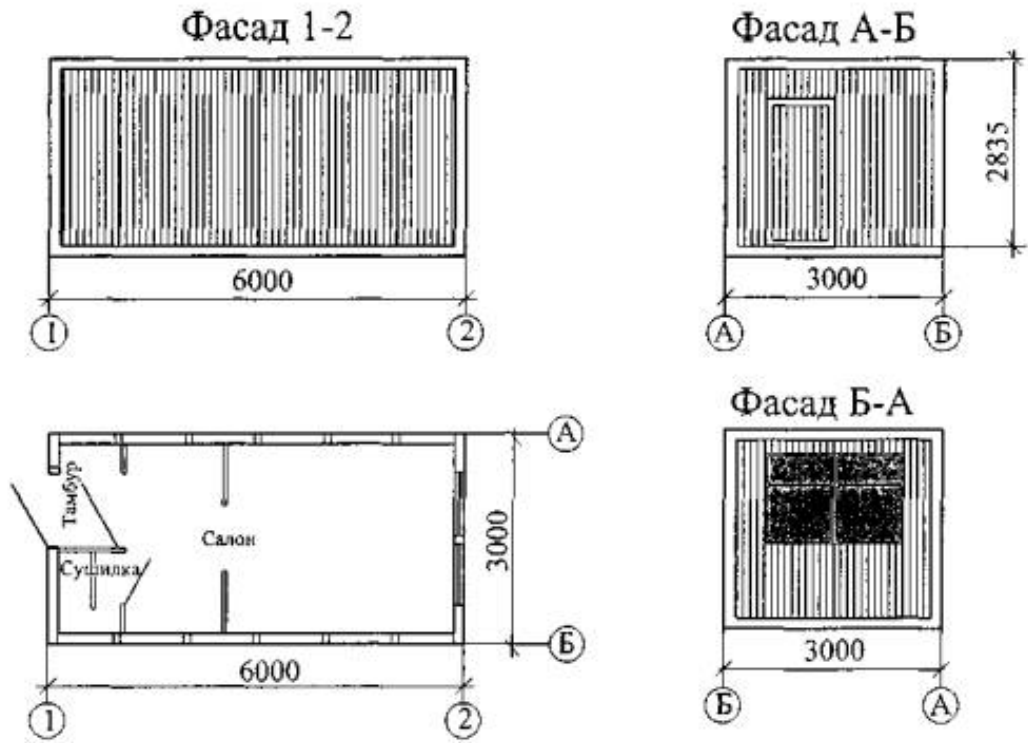 Фасад 1-2
6000
1
2
Фасад А-Б
2835
3000
А
Б
Тамбур
Сушилка
Салон
3000
А
Б
6000
1
2
Фасад Б-А
3000
Б
А